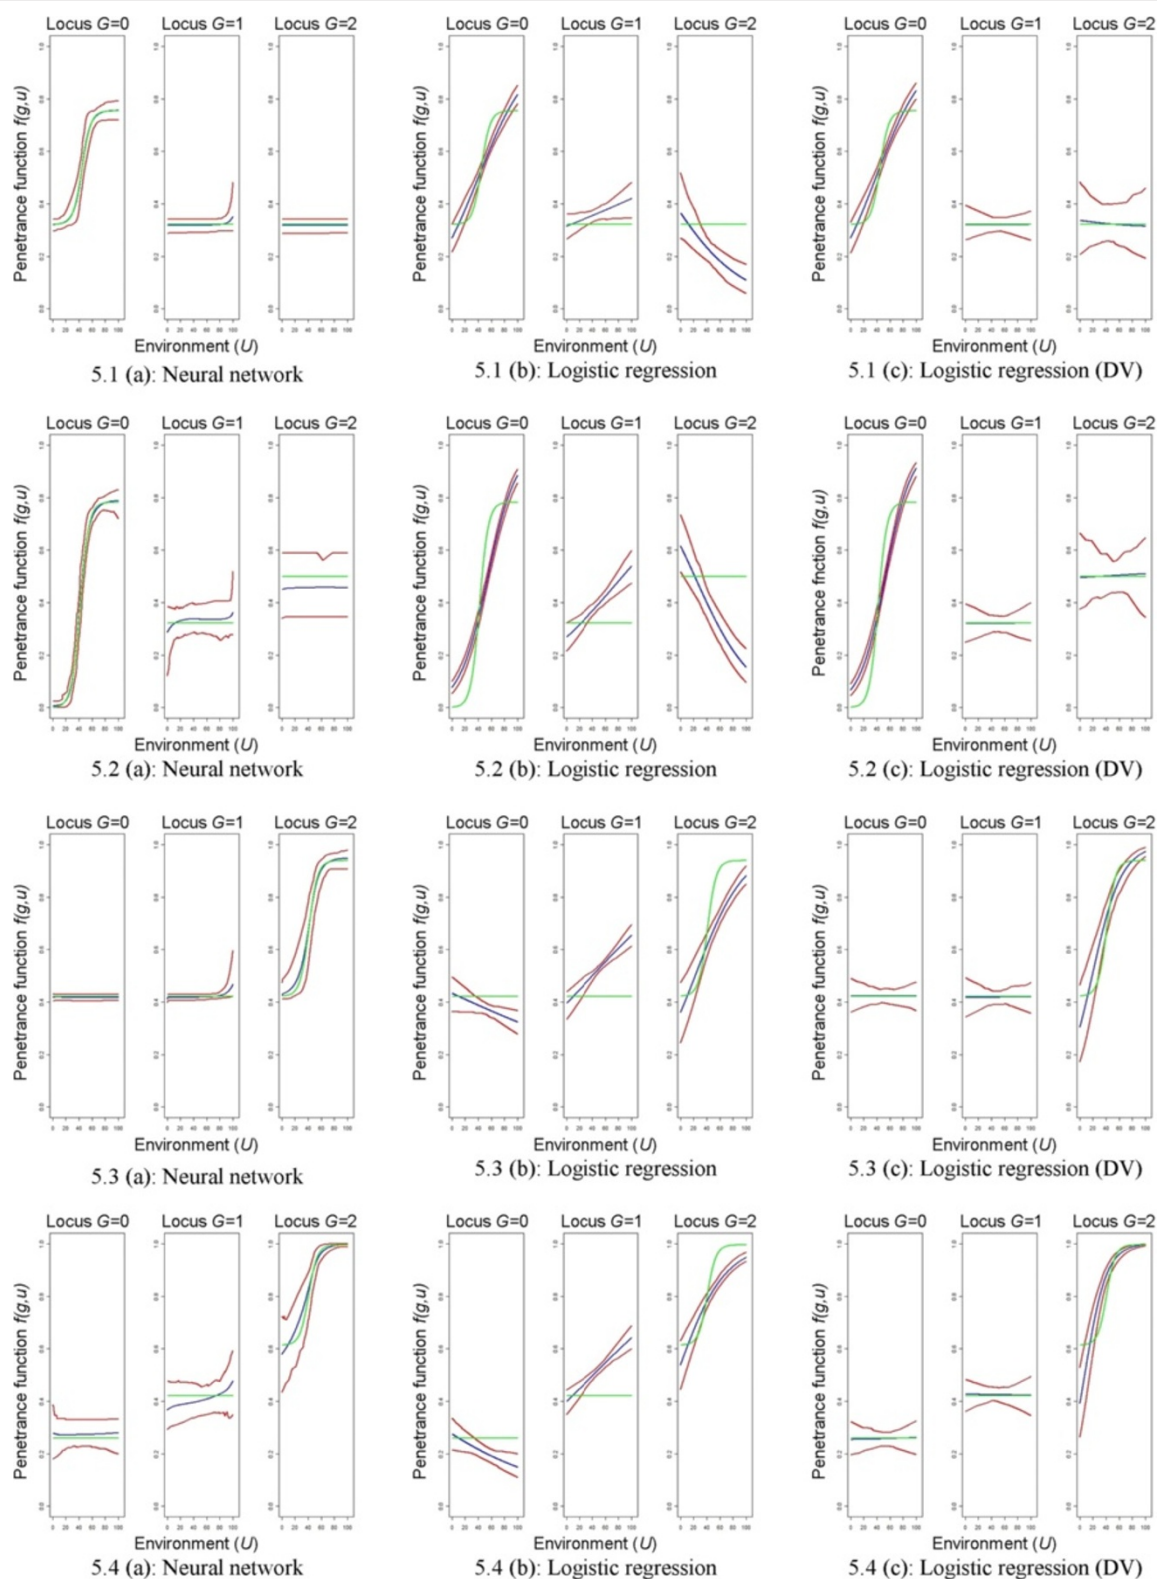 Locus G=0 Locus G=1 Locus G=2 Locus G=0 Locus G=1 Locus G=2 Locus G=0 Locus G=1 Locus G=2
Penetrance function f(g,u) Penetrance function f(g,u) Penetrance function f(g,u)
Environment (U) Environment (U) Environment (U)
5.1 (a): Neural network 5.1 (b): Logistic regression 5.1 (c): Logistic regression (DV)
Locus G=0 Locus G=1 Locus G=2 Locus G=0 Locus G=1 Locus G=2 Locus G=0 Locus G=1 Locus G=2
Penetrance function f(g,u) Penetrance function f(g,u) Penetrance fnction f(g,u)
Environment (U) Environment (U) Environment (U)
5.2 (a): Neural network 5.2 (b): Logistic regression 5.2 (c): Logistic regression (DV)
Locus G=0 Locus G=1 Locus G=2 Locus G=0 Locus G=1 Locus G=2 Locus G=0 Locus G=1 Locus G=2
Penetrance function f(g,u) Penetrance function f(g,u) Penetrance function f(g,u)
Environment (U) Environment (U) Environment (U)
5.3 (a): Neural network 5.3 (b): Logistic regression 5.3 (c): Logistic regression (DV)
Locus G=0 Locus G=1 Locus G=2 Locus G=0 Locus G=1 Locus G=2 Locus G=0 Locus G=1 Locus G=2
Penetrance function f(g,u) Penetrance function f(g,u) Penetrance function f(g,u)
Environment (U) Environment (U) Environment (U)
5.4 (a): Neural network 5.4 (b): Logistic regression 5.4 (c): Logistic regression (DV)